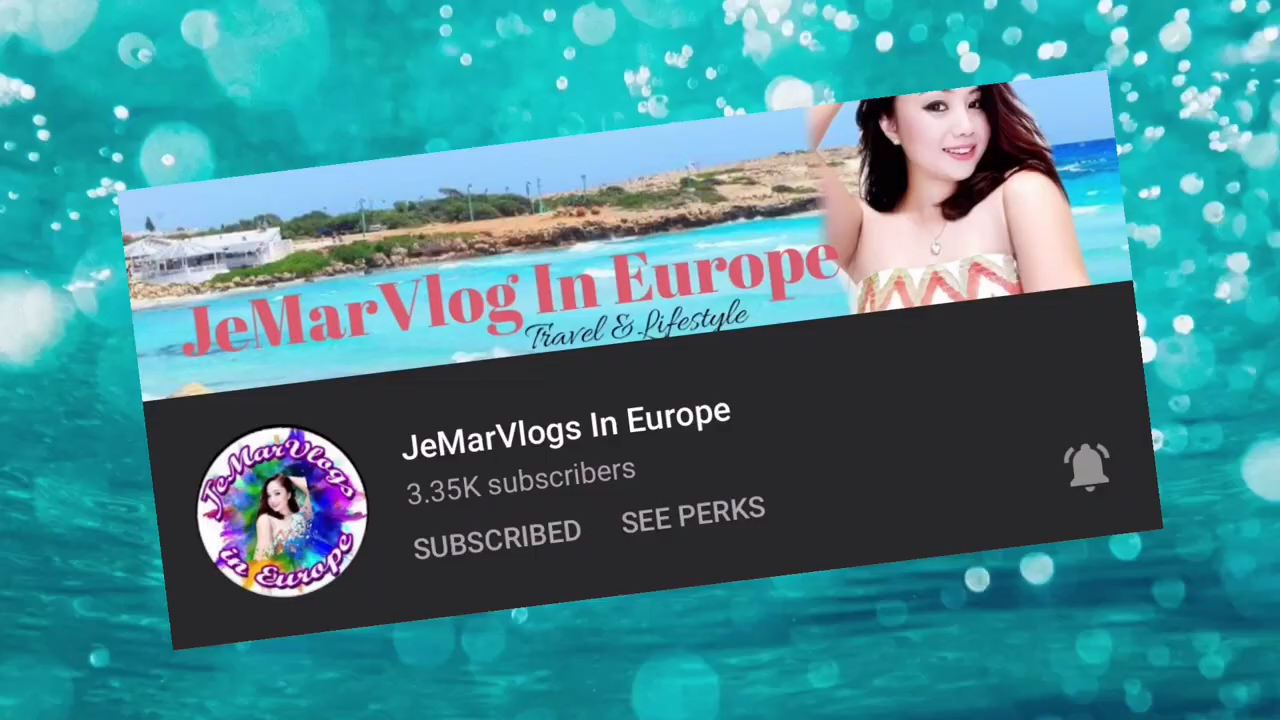 JeMarVlog In Europe
Travel & Lifestyle
JeMarVlogs
in Europe
JeMarVlogs In Europe
3.35K subscribers
SUBSCRIBED SEE PERKS